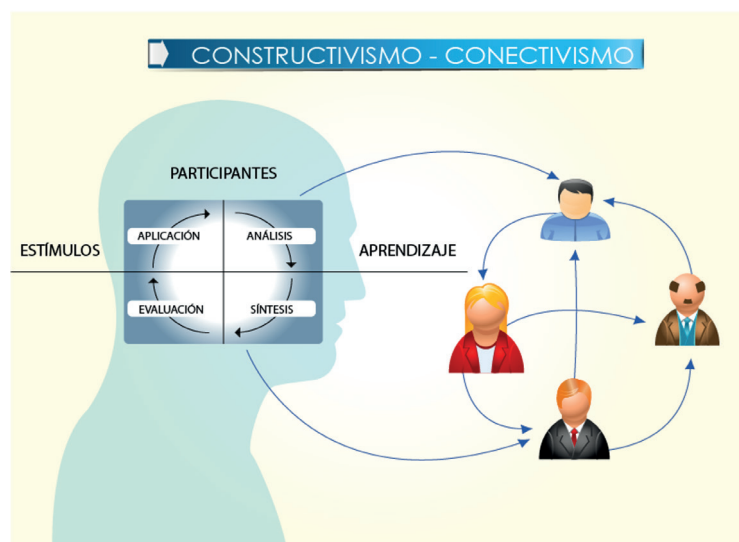 CONSTRUCTIVISMO - CONECTIVISMO
PARTICIPANTES
APLICACIÓN
ANÁLISIS
ESTÍMULOS
APRENDIZAJE
EVALUACIÓN
SÍNTESIS